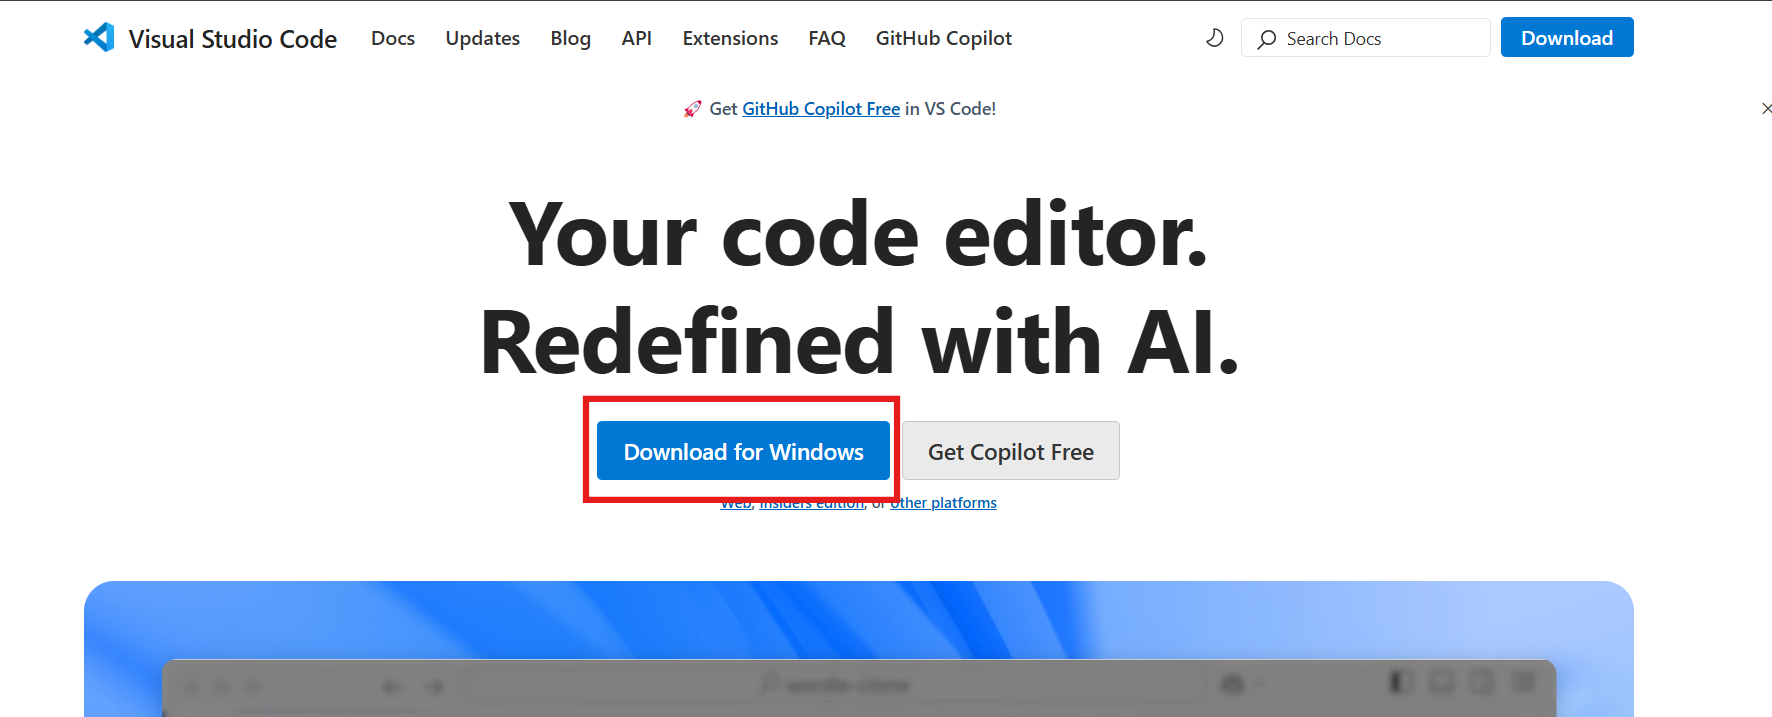 Visual Studio Code Docs Updates Blog API Extensions FAQ GitHub Copilot Search Docs Download
🚀 Get GitHub Copilot Free in VS Code!
Your code editor.
Redefined with AI.
Download for Windows Get Copilot Free
Web, Insiders edition, or other platforms
wordle-clone